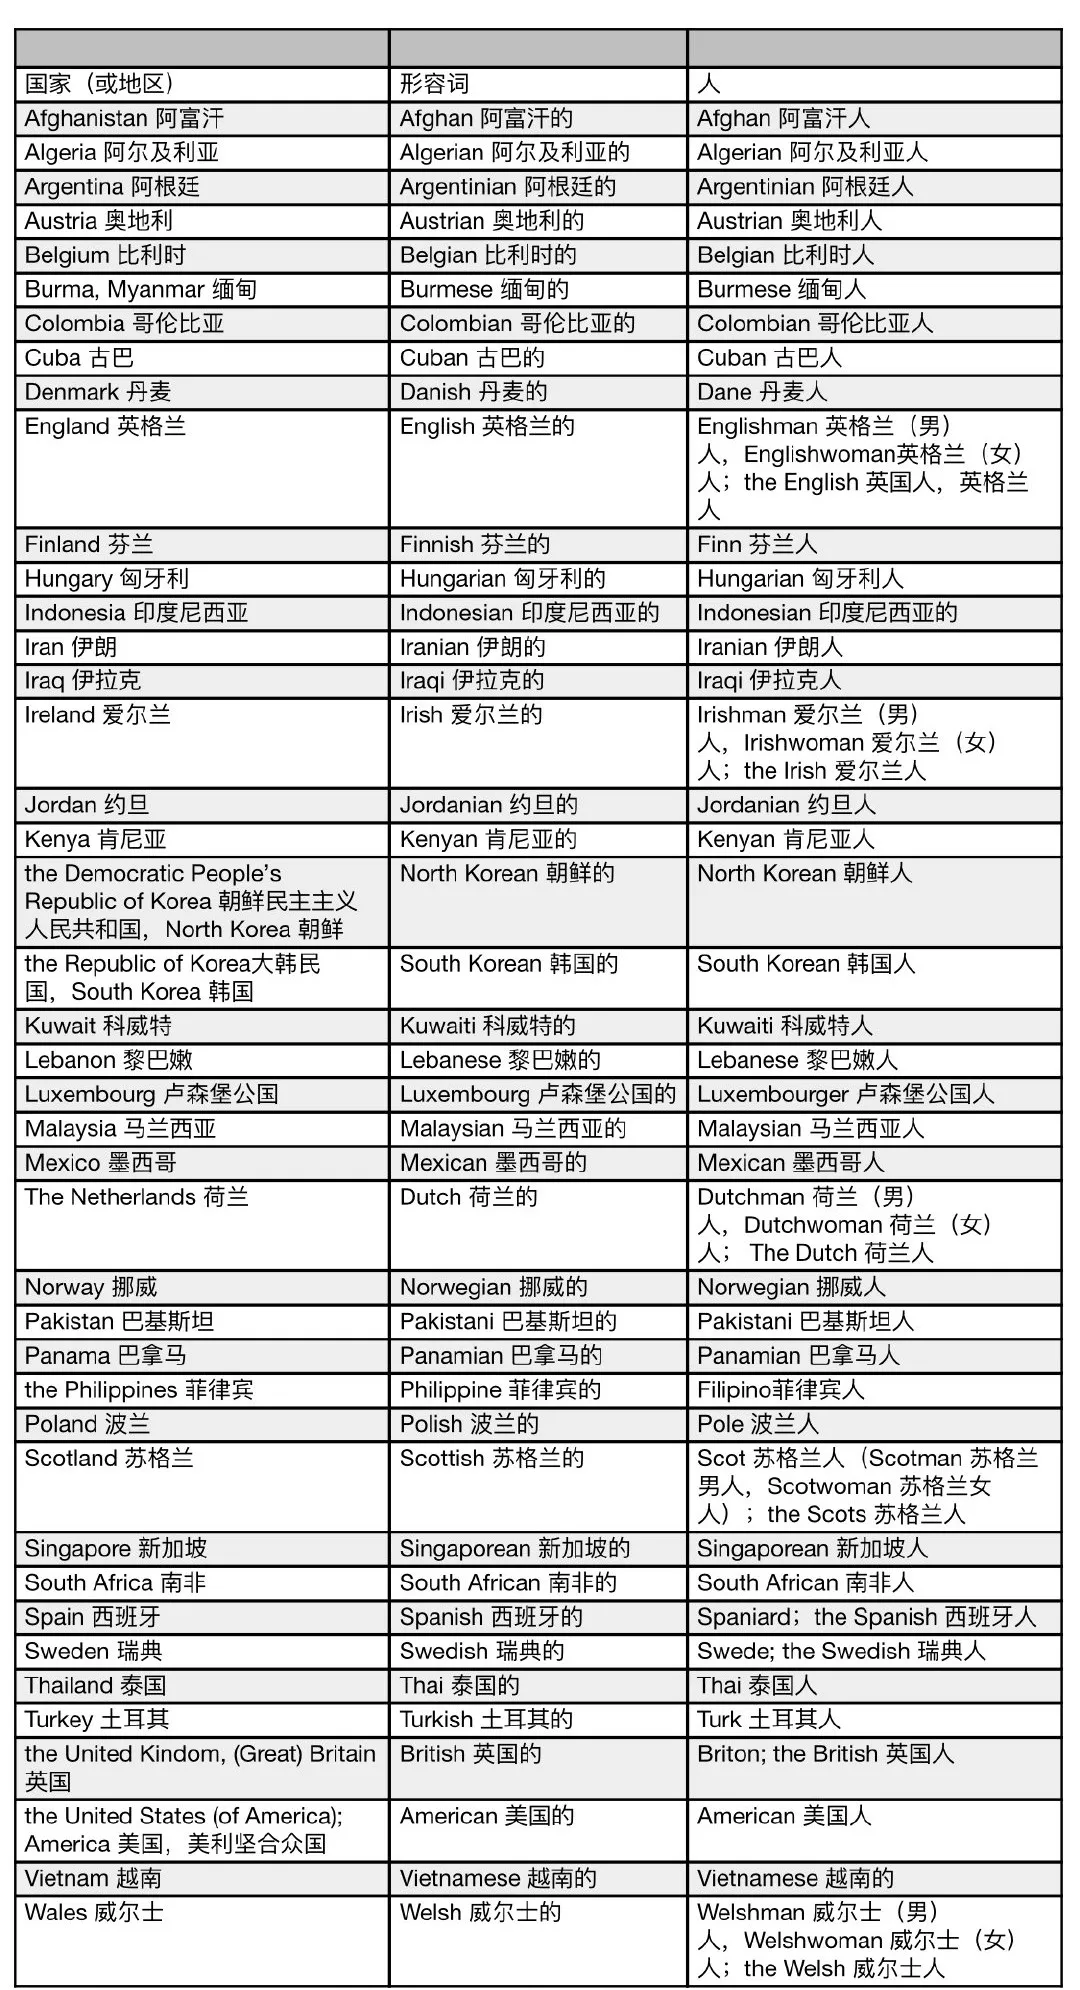 国家（或地区） 形容词 人
Afghanistan 阿富汗 Afghan 阿富汗的 Afghan 阿富汗人
Algeria 阿尔及利亚 Algerian 阿尔及利亚的 Algerian 阿尔及利亚人
Argentina 阿根廷 Argentinian 阿根廷的 Argentinian 阿根廷人
Austria 奥地利 Austrian 奥地利的 Austrian 奥地利人
Belgium 比利时 Belgian 比利时的 Belgian 比利时人
Burma, Myanmar 缅甸 Burmese 缅甸的 Burmese 缅甸人
Colombia 哥伦比亚 Colombian 哥伦比亚的 Colombian 哥伦比亚人
Cuba 古巴 Cuban 古巴的 Cuban 古巴人
Denmark 丹麦 Danish 丹麦的 Dane 丹麦人
England 英格兰 English 英格兰的 Englishman 英格兰（男）
人，Englishwoman英格兰（女）
人；the English 英国人，英格兰
人
Finland 芬兰 Finnish 芬兰的 Finn 芬兰人
Hungary 匈牙利 Hungarian 匈牙利的 Hungarian 匈牙利人
Indonesia 印度尼西亚 Indonesian 印度尼西亚的 Indonesian 印度尼西亚的
Iran 伊朗 Iranian 伊朗的 Iranian 伊朗人
Iraq 伊拉克 Iraqi 伊拉克的 Iraqi 伊拉克人
Ireland 爱尔兰 Irish 爱尔兰的 Irishman 爱尔兰（男）
人，Irishwoman 爱尔兰（女）
人；the Irish 爱尔兰人
Jordan 约旦 Jordanian 约旦的 Jordanian 约旦人
Kenya 肯尼亚 Kenyan 肯尼亚的 Kenyan 肯尼亚人
the Democratic People’s North Korean 朝鲜的 North Korean 朝鲜人
Republic of Korea 朝鲜民主主义
人民共和国，North Korea 朝鲜
the Republic of Korea大韩民 South Korean 韩国的 South Korean 韩国人
国，South Korea 韩国
Kuwait 科威特 Kuwaiti 科威特的 Kuwaiti 科威特人
Lebanon 黎巴嫩 Lebanese 黎巴嫩的 Lebanese 黎巴嫩人
Luxembourg 卢森堡公国 Luxembourg 卢森堡公国的 Luxembourger 卢森堡公国人
Malaysia 马兰西亚 Malaysian 马兰西亚的 Malaysian 马兰西亚人
Mexico 墨西哥 Mexican 墨西哥的 Mexican 墨西哥人
The Netherlands 荷兰 Dutch 荷兰的 Dutchman 荷兰（男）
人，Dutchwoman 荷兰（女）
人； The Dutch 荷兰人
Norway 挪威 Norwegian 挪威的 Norwegian 挪威人
Pakistan 巴基斯坦 Pakistani 巴基斯坦的 Pakistani 巴基斯坦人
Panama 巴拿马 Panamian 巴拿马的 Panamian 巴拿马人
the Philippines 菲律宾 Philippine 菲律宾的 Filipino菲律宾人
Poland 波兰 Polish 波兰的 Pole 波兰人
Scotland 苏格兰 Scottish 苏格兰的 Scot 苏格兰人（Scotman 苏格兰
男人，Scotwoman 苏格兰女
人）；the Scots 苏格兰人
Singapore 新加坡 Singaporean 新加坡的 Singaporean 新加坡人
South Africa 南非 South African 南非的 South African 南非人
Spain 西班牙 Spanish 西班牙的 Spaniard；the Spanish 西班牙人
Sweden 瑞典 Swedish 瑞典的 Swede; the Swedish 瑞典人
Thailand 泰国 Thai 泰国的 Thai 泰国人
Turkey 土耳其 Turkish 土耳其的 Turk 土耳其人
the United Kindom, (Great) Britain British 英国的 Briton; the British 英国人
英国
the United States (of America); American 美国的 American 美国人
America 美国，美利坚合众国
Vietnam 越南 Vietnamese 越南的 Vietnamese 越南的
Wales 威尔士 Welsh 威尔士的 Welshman 威尔士（男）
人，Welshwoman 威尔士（女）
人；the Welsh 威尔士人